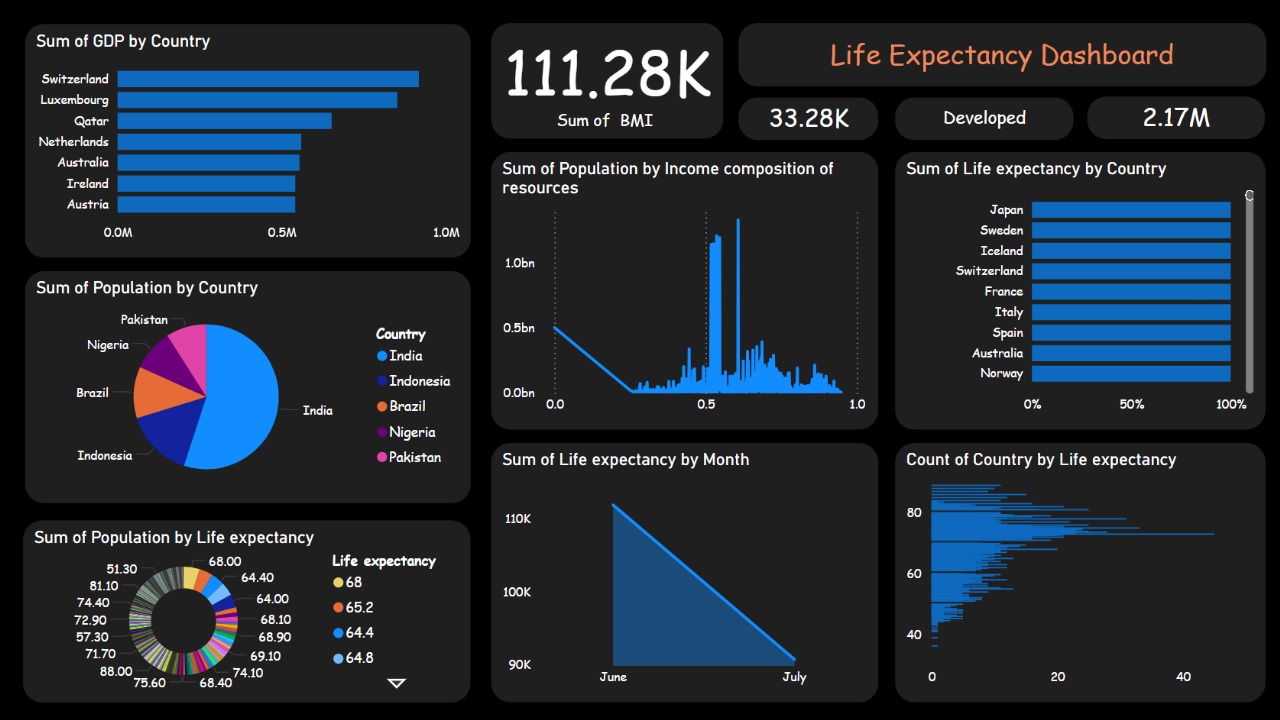 Sum of GDP by Country
Switzerland
Luxembourg
Qatar
Netherlands
Australia
Ireland
Austria
0.0M 0.5M 1.0M
111.28K
Sum of BMI
Life Expectancy Dashboard
33.28K
Developed
2.17M
Sum of Population by Country
Pakistan
Nigeria
Brazil
Indonesia
India
Country
India
Indonesia
Brazil
Nigeria
Pakistan
Sum of Population by Income composition of
resources
1.0bn
0.5bn
0.0bn
0.0 0.5 1.0
Sum of Life expectancy by Country
Japan
Sweden
Iceland
Switzerland
France
Italy
Spain
Australia
Norway
0% 50% 100%
Sum of Population by Life expectancy
51.30
81.10
74.40
72.90
57.30
71.70
88.00
75.60
68.40
74.10
69.10
68.90
68.10
64.00
64.40
68.00
Life expectancy
68
65.2
64.4
64.8
Sum of Life expectancy by Month
110K
100K
90K
June July
Count of Country by Life expectancy
80
60
40
0 20 40